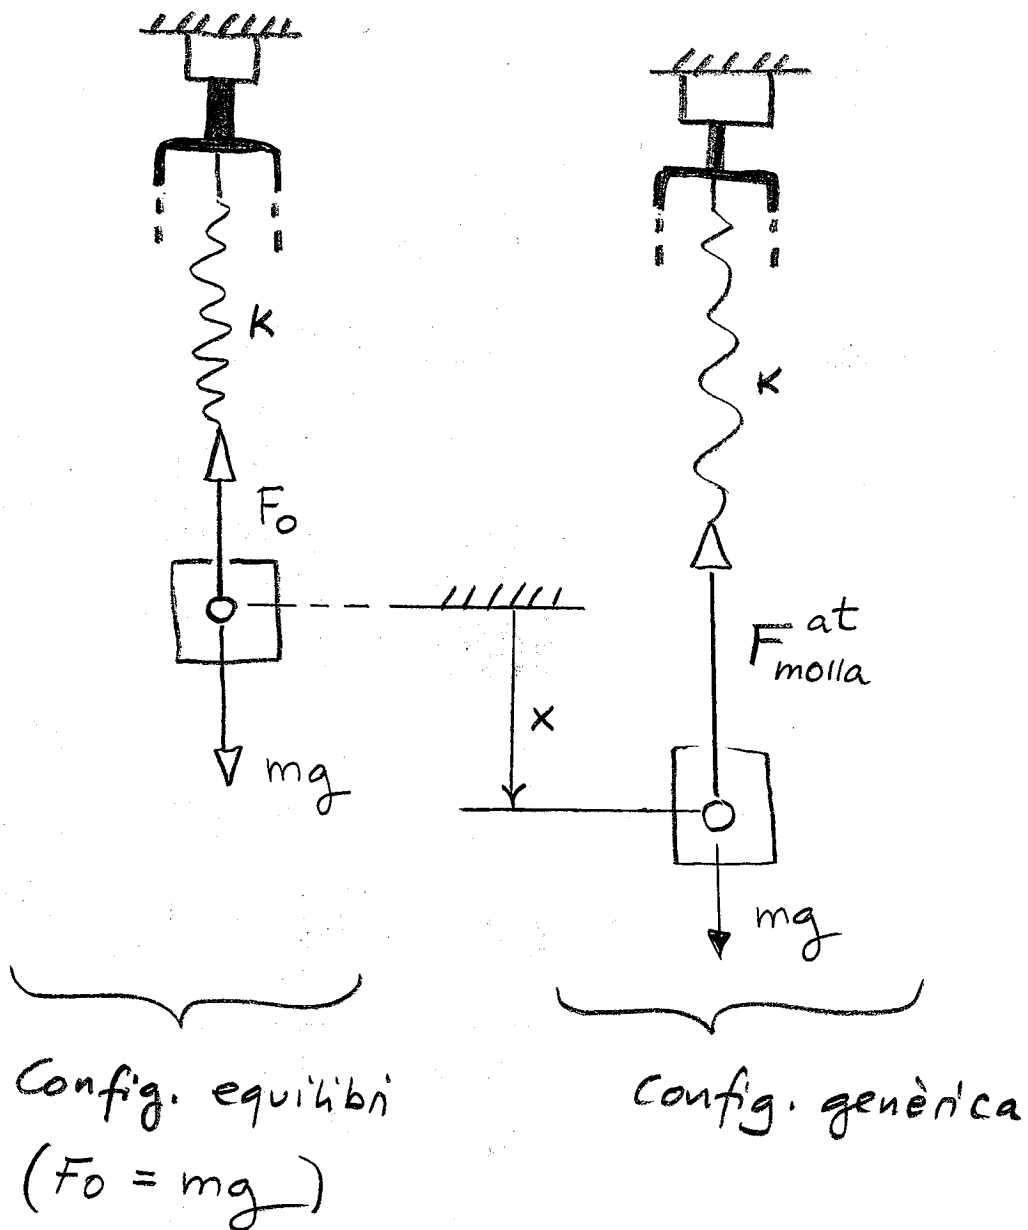 K
K
F₀
F^at_molla
x
mg
mg
Config. equilibri
(F₀ = mg)
Config. genèrica